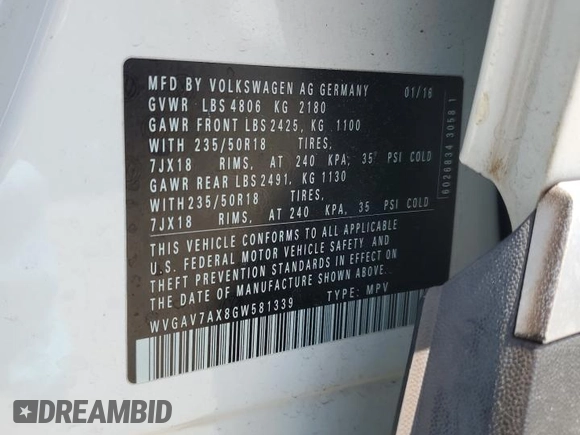 MFD BY VOLKSWAGEN AG GERMANY 01/16
GVWR LBS 4806 KG 2180
GAWR FRONT LBS 2425, KG 1100
WITH 235/50R18 TIRES,
7JX18 RIMS, AT 240 KPA, 35 PSI COLD
GAWR REAR LBS 2491, KG 1130
WITH 235/50R18 TIRES,
7JX18 RIMS, AT 240 KPA, 35 PSI COLD
THIS VEHICLE CONFORMS TO ALL APPLICABLE
U.S. FEDERAL MOTOR VEHICLE SAFETY AND
THEFT PREVENTION STANDARDS IN EFFECT ON
THE DATE OF MANUFACTURE SHOWN ABOVE.
WVGAV7AX8GW581339 TYPE: MPV
6026834 305B 1
DREAMBID